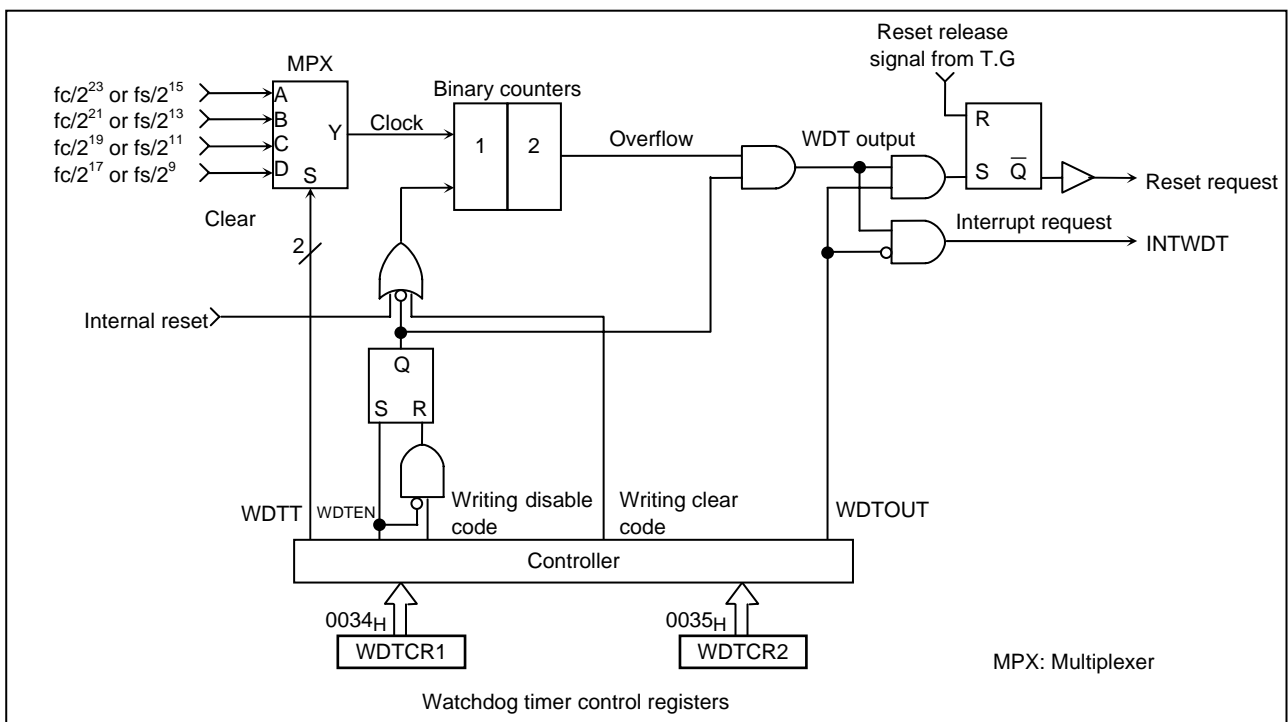 Reset release
signal from T.G
MPX
fc/2^23 or fs/2^15
fc/2^21 or fs/2^13
fc/2^19 or fs/2^11
fc/2^17 or fs/2^9
A
B
C
D
S
Y
Clock
Binary counters
1
2
Overflow
WDT output
R
S
Q̅
Reset request
Interrupt request
INTWDT
Clear
2
Internal reset
Q
S
R
WDTT
WDTEN
Writing disable
code
Writing clear
code
WDTOUT
Controller
0034H
0035H
WDTCR1
WDTCR2
MPX: Multiplexer
Watchdog timer control registers